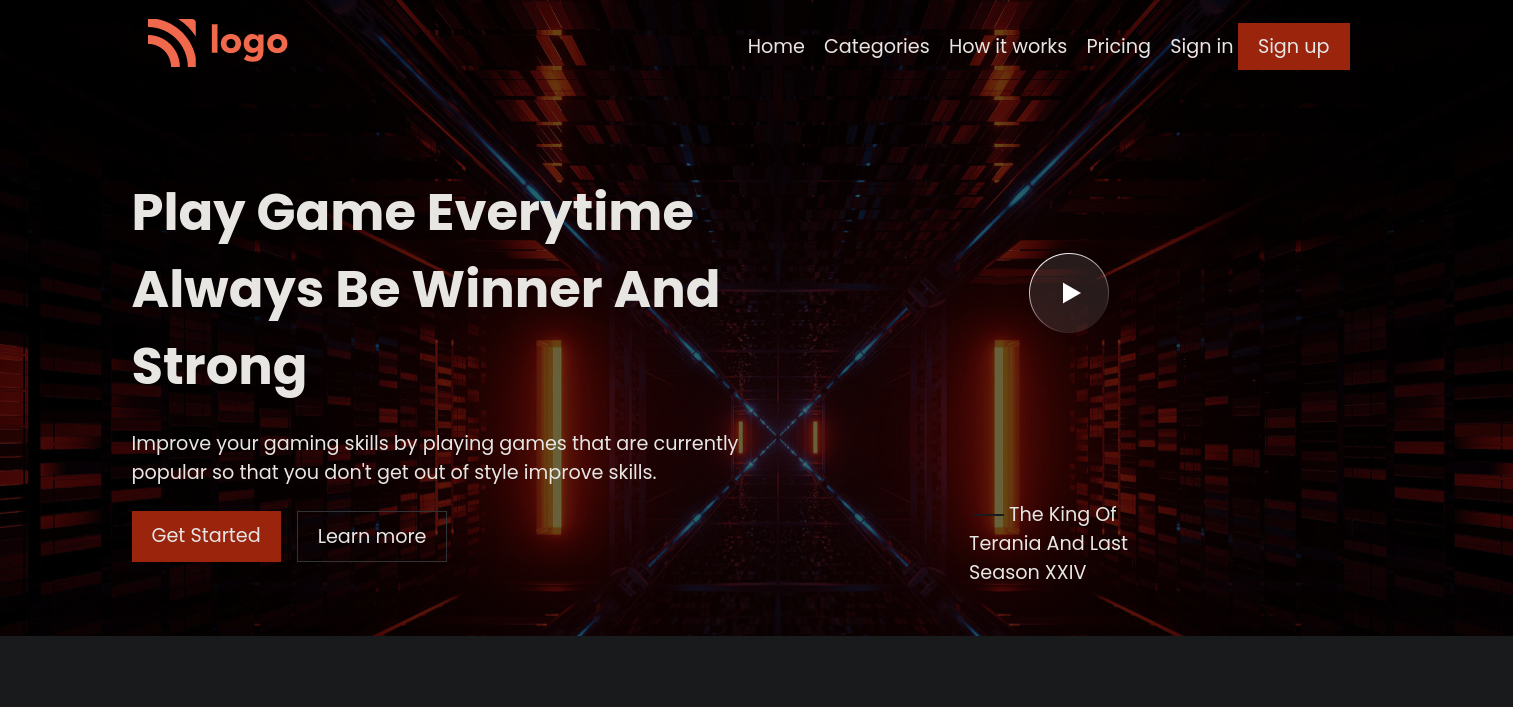 logo
Home Categories How it works Pricing Sign in Sign up
Play Game Everytime
Always Be Winner And
Strong
Improve your gaming skills by playing games that are currently
popular so that you don't get out of style improve skills.
Get Started Learn more
The King Of
Terania And Last
Season XXIV